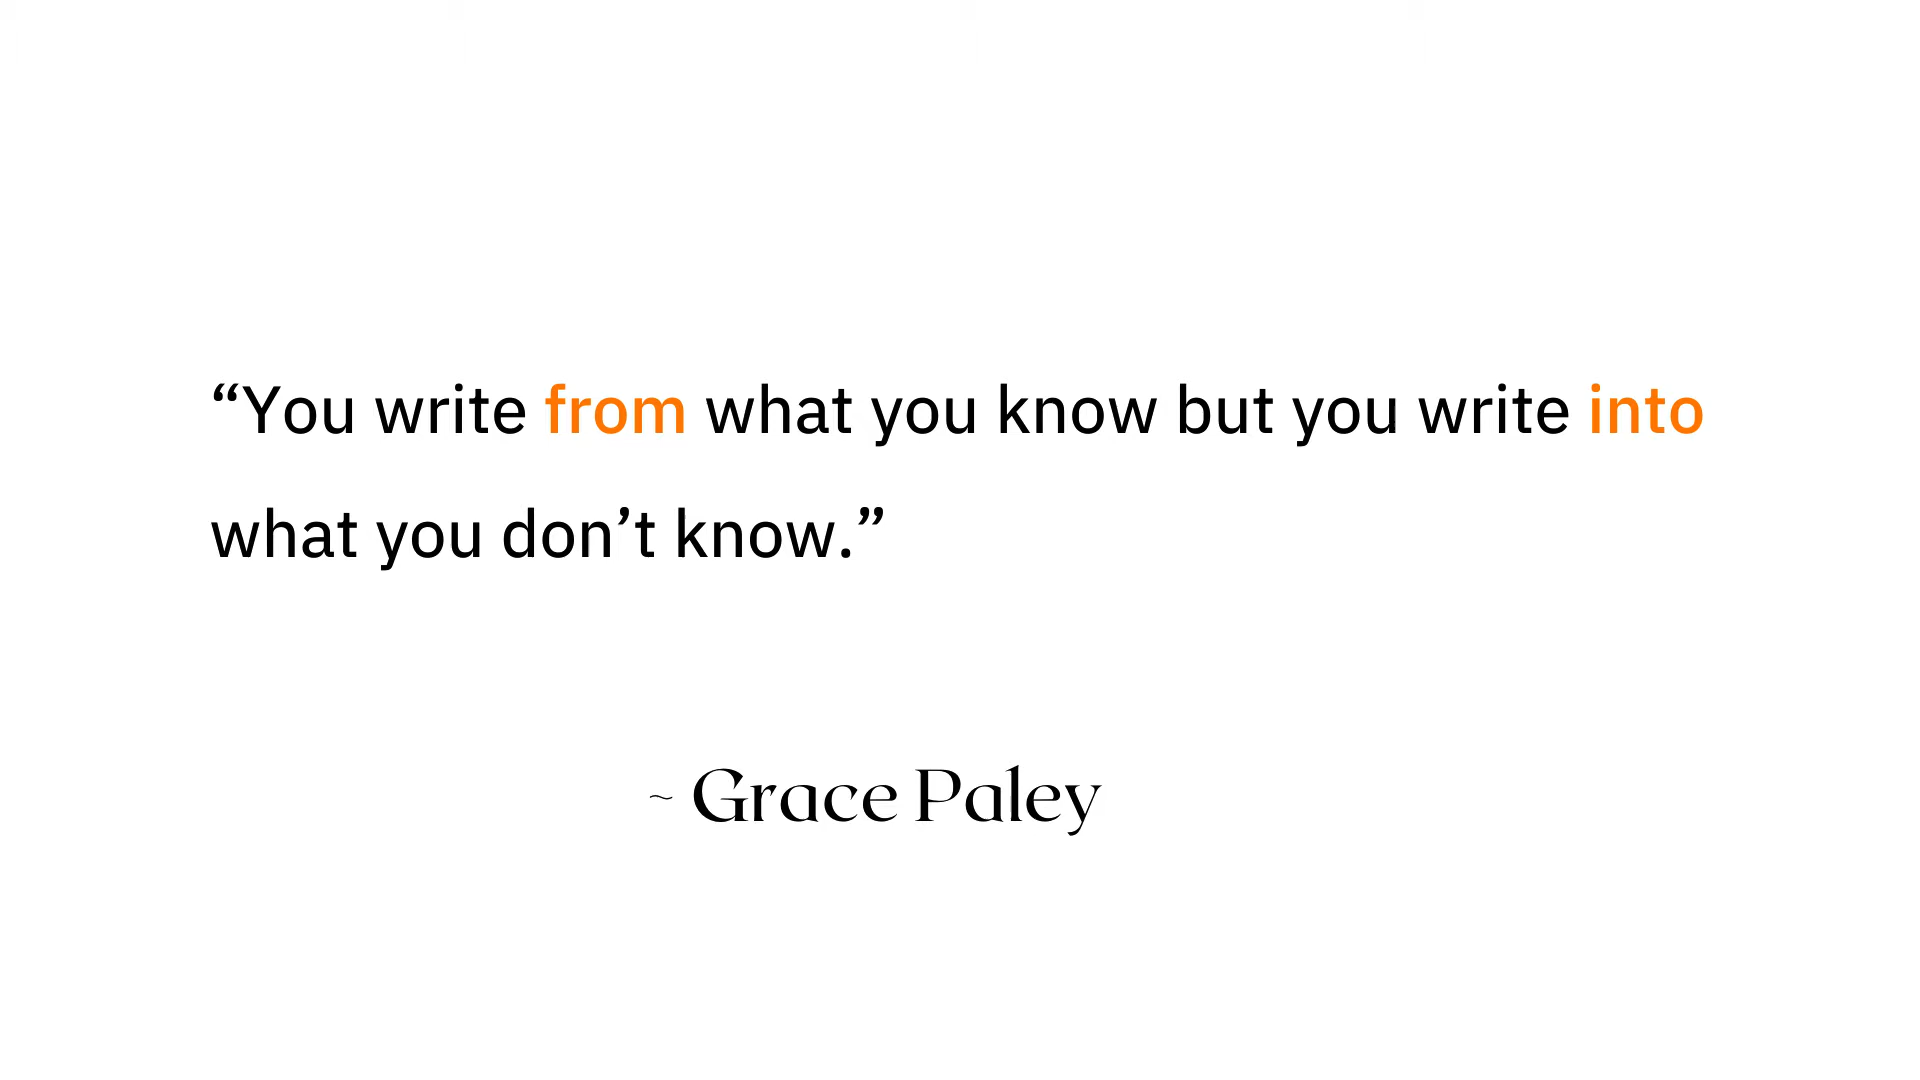 “You write from what you know but you write into
what you don’t know.”
~ Grace Paley